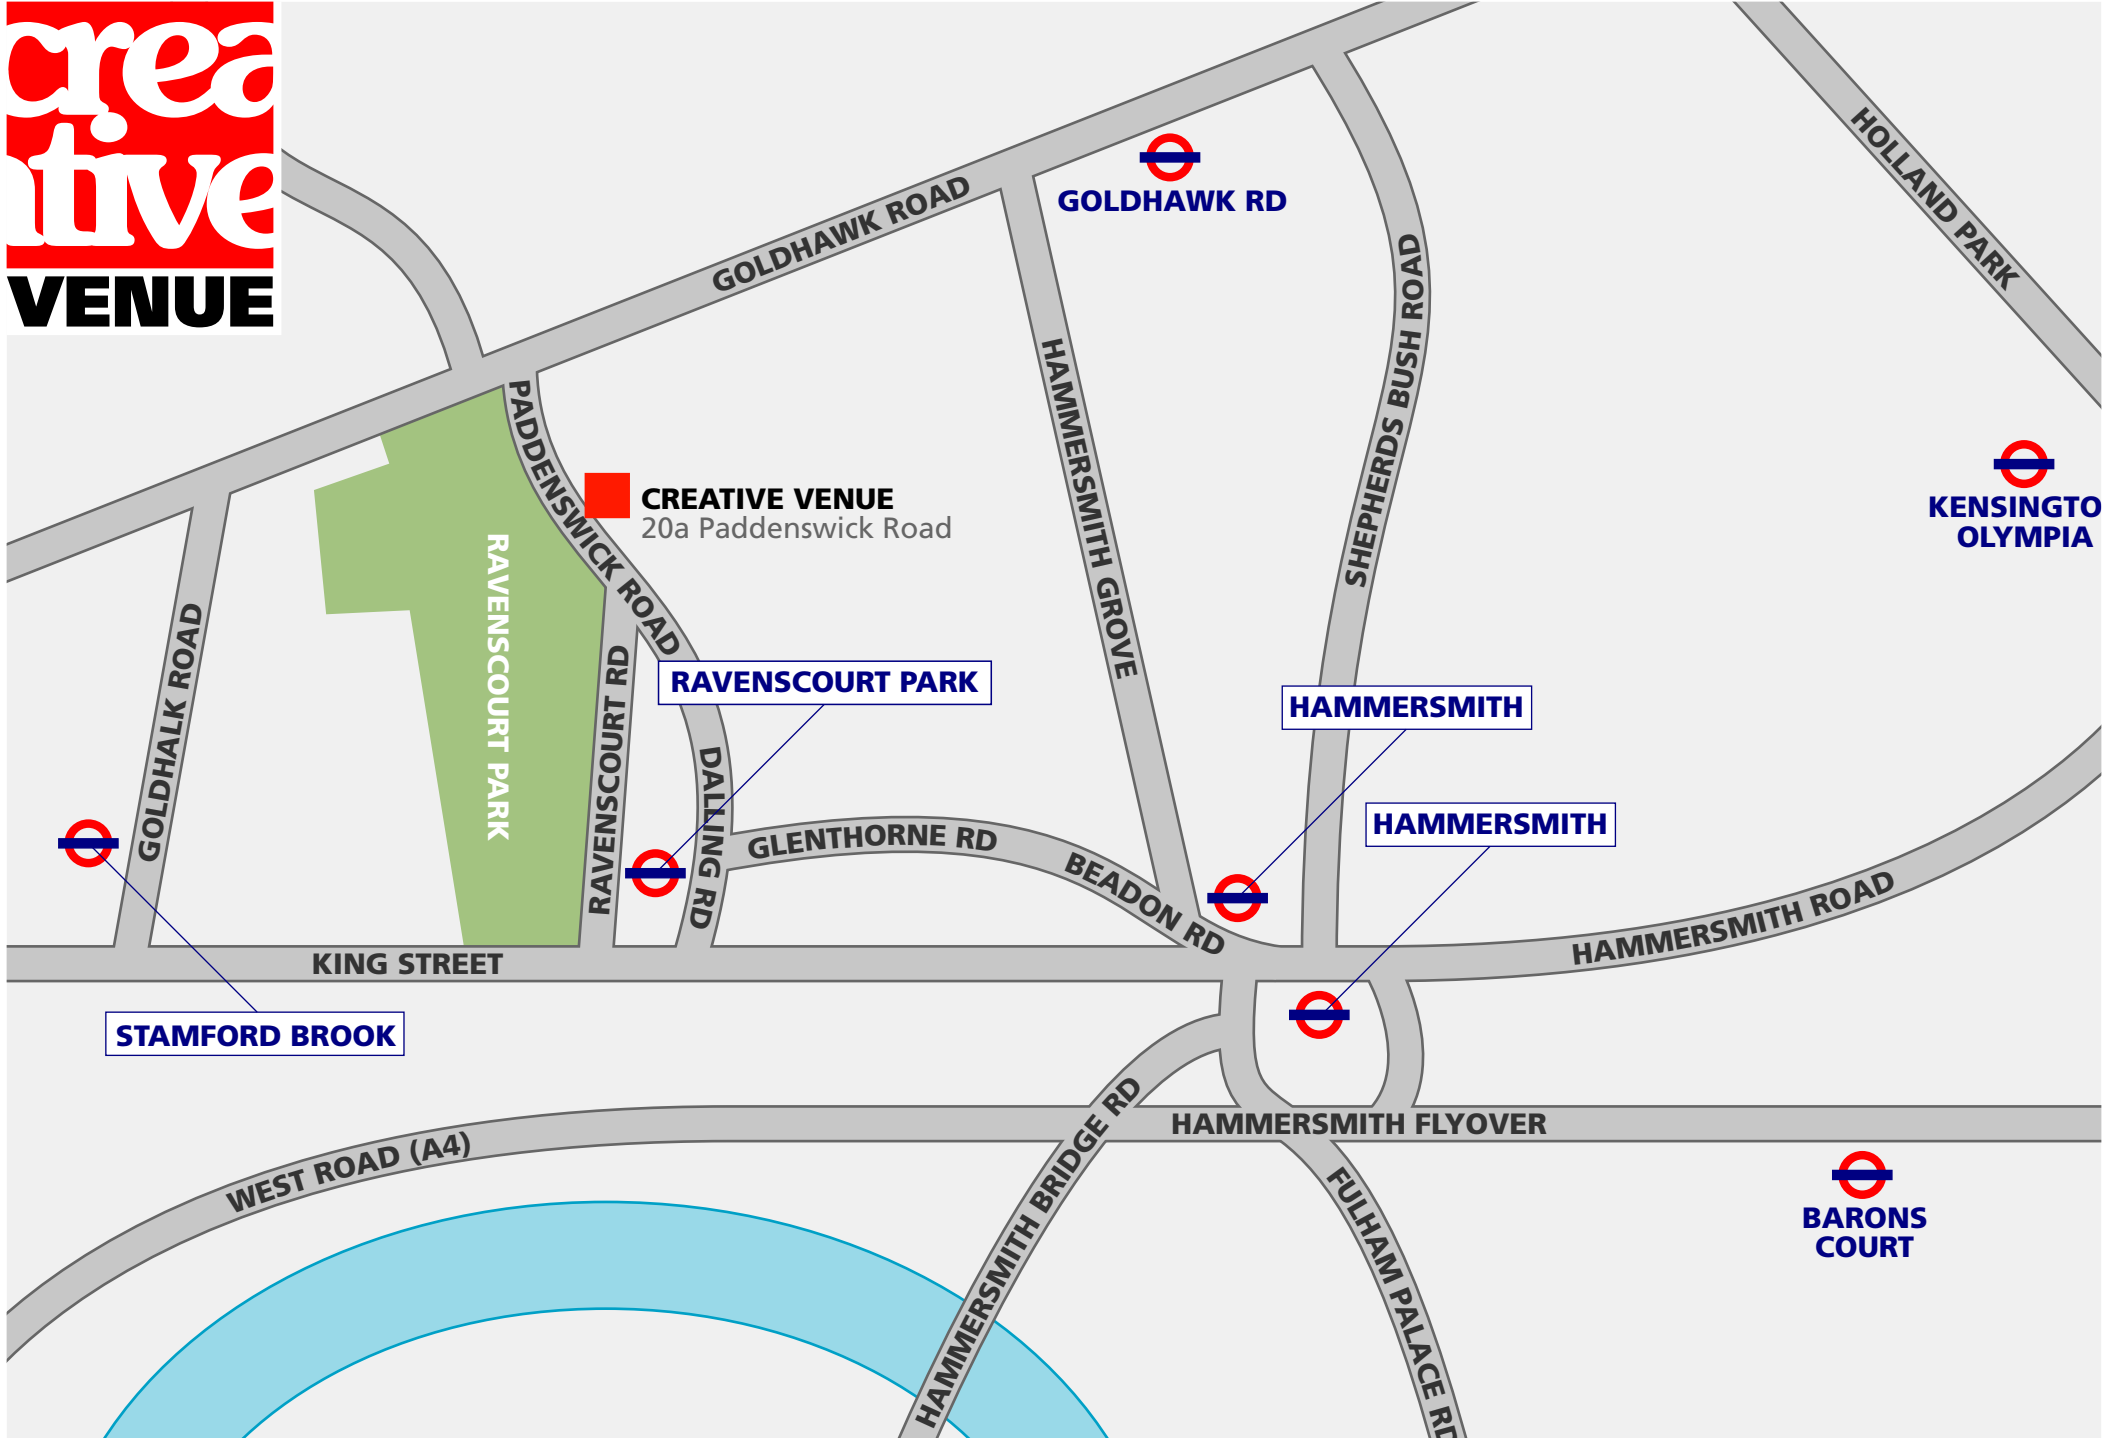 crea
ative
VENUE
HOLLAND PARK
GOLDHAWK ROAD
GOLDHAWK RD
SHEPHERDS BUSH ROAD
HAMMERSMITH GROVE
PADDENSWICK ROAD
CREATIVE VENUE
20a Paddenswick Road
KENSINGTO
OLYMPIA
RAVENSCOURT PARK
GOLDHALK ROAD
RAVENSCOURT RD
RAVENSCOURT PARK
DALLING RD
HAMMERSMITH
HAMMERSMITH
GLENTHORNE RD
BEADON RD
HAMMERSMITH ROAD
KING STREET
STAMFORD BROOK
HAMMERSMITH BRIDGE RD
HAMMERSMITH FLYOVER
WEST ROAD (A4)
FULHAM PALACE RD
BARONS
COURT